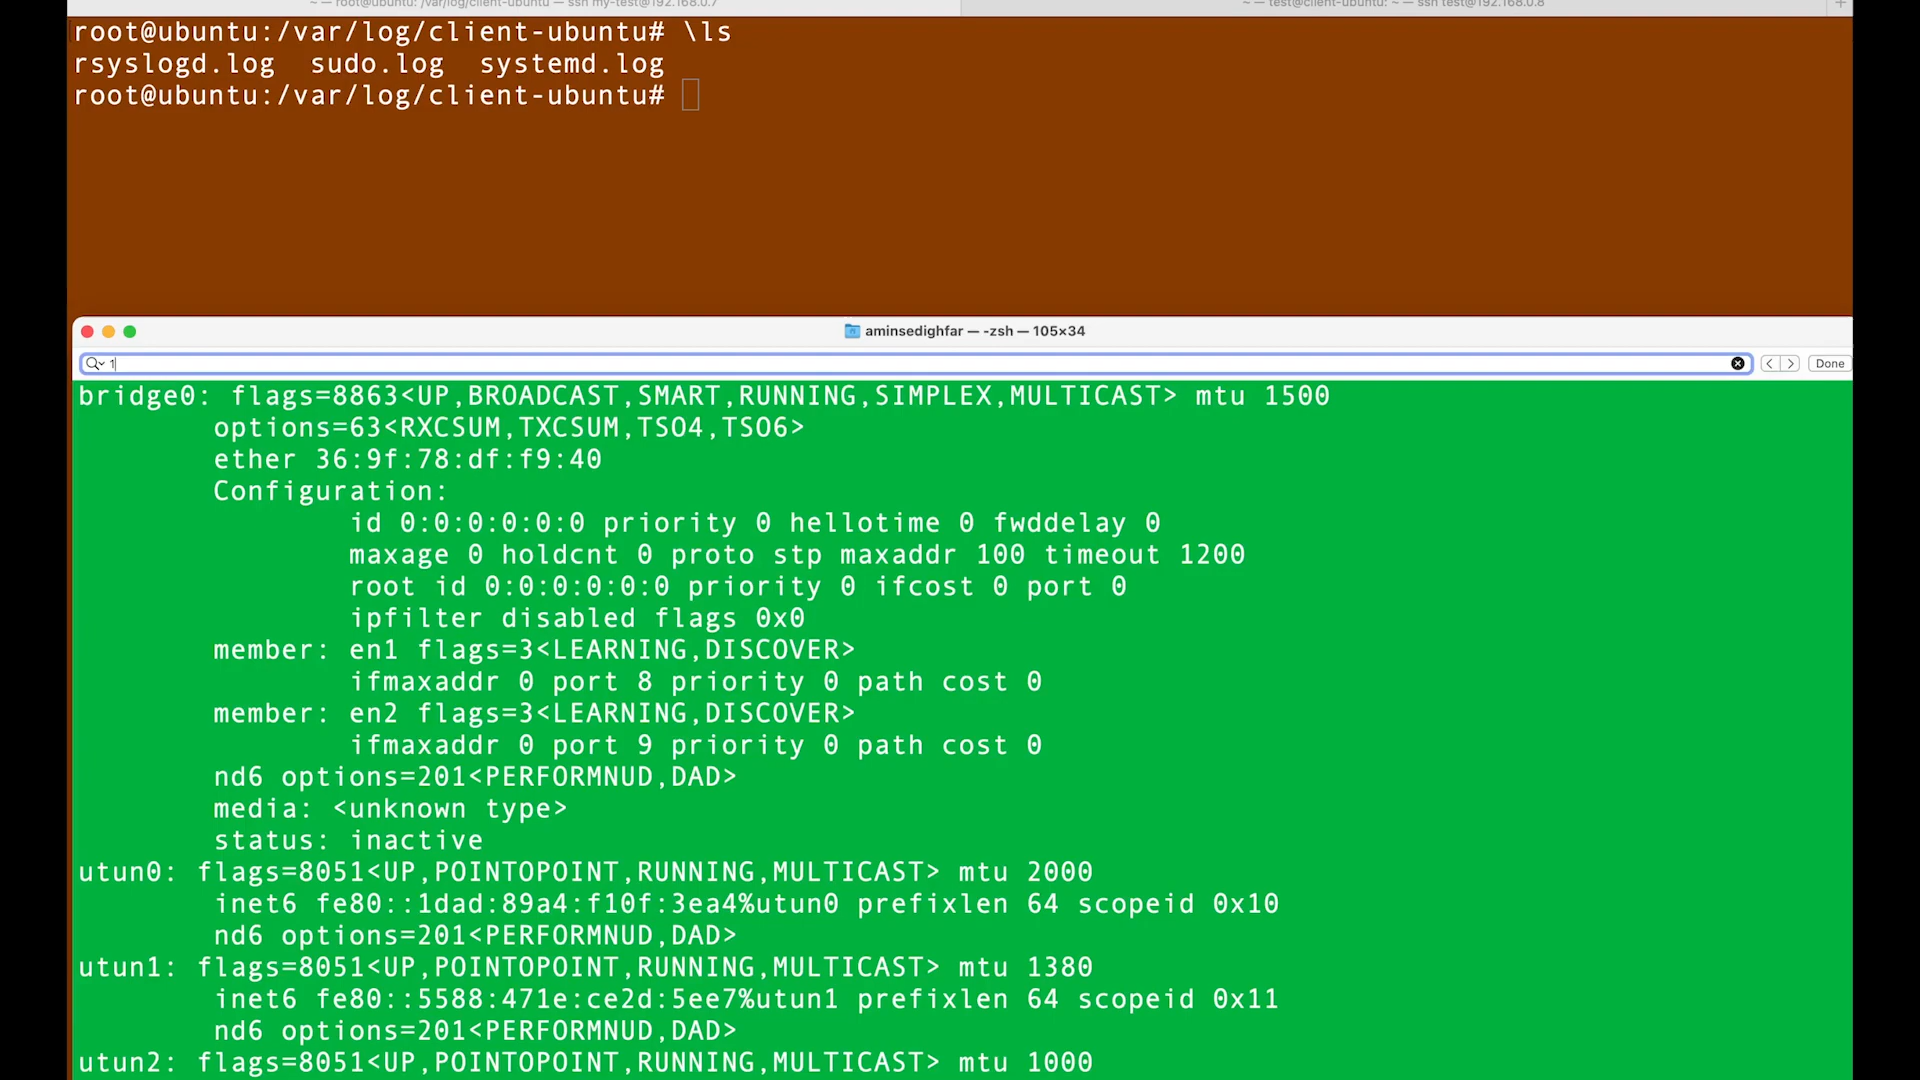 ~ — root@ubuntu: /var/log/client-ubuntu — ssh my-test@192.168.0.7
~ — test@client-ubuntu: ~ — ssh test@192.168.0.8
+
root@ubuntu:/var/log/client-ubuntu# \ls
rsyslogd.log  sudo.log  systemd.log
root@ubuntu:/var/log/client-ubuntu#
aminsedighfar — -zsh — 105×34
1
Done
bridge0: flags=8863<UP,BROADCAST,SMART,RUNNING,SIMPLEX,MULTICAST> mtu 1500
options=63<RXCSUM,TXCSUM,TSO4,TSO6>
ether 36:9f:78:df:f9:40
Configuration:
id 0:0:0:0:0:0 priority 0 hellotime 0 fwddelay 0
maxage 0 holdcnt 0 proto stp maxaddr 100 timeout 1200
root id 0:0:0:0:0:0 priority 0 ifcost 0 port 0
ipfilter disabled flags 0x0
member: en1 flags=3<LEARNING,DISCOVER>
ifmaxaddr 0 port 8 priority 0 path cost 0
member: en2 flags=3<LEARNING,DISCOVER>
ifmaxaddr 0 port 9 priority 0 path cost 0
nd6 options=201<PERFORMNUD,DAD>
media: <unknown type>
status: inactive
utun0: flags=8051<UP,POINTOPOINT,RUNNING,MULTICAST> mtu 2000
inet6 fe80::1dad:89a4:f10f:3ea4%utun0 prefixlen 64 scopeid 0x10
nd6 options=201<PERFORMNUD,DAD>
utun1: flags=8051<UP,POINTOPOINT,RUNNING,MULTICAST> mtu 1380
inet6 fe80::5588:471e:ce2d:5ee7%utun1 prefixlen 64 scopeid 0x11
nd6 options=201<PERFORMNUD,DAD>
utun2: flags=8051<UP,POINTOPOINT,RUNNING,MULTICAST> mtu 1000